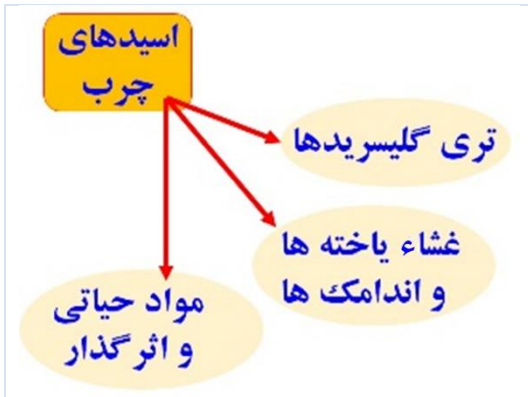 اسیدهای
چرب
تری گلیسریدها
غشاء یاخته ها
و اندامک ها
مواد حیاتی
و اثرگذار